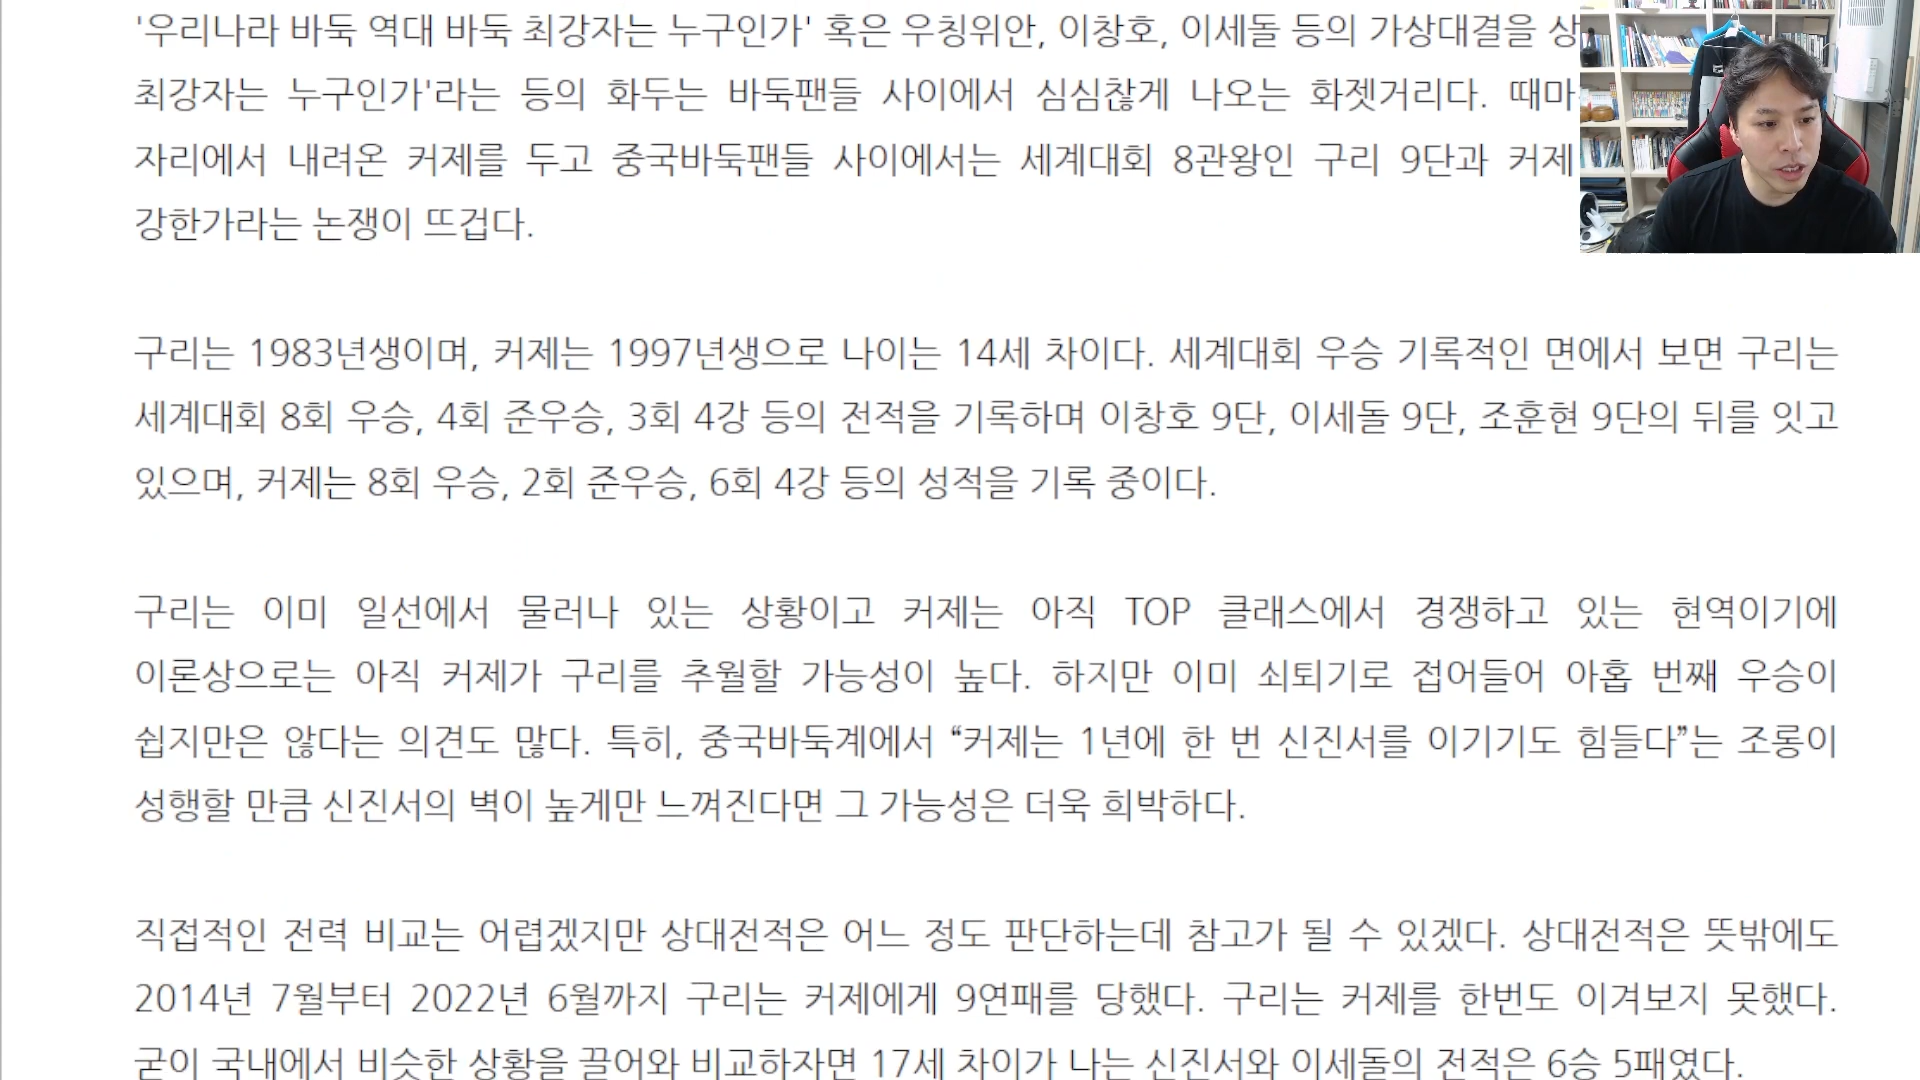 '우리나라 바둑 역대 바둑 최강자는 누구인가' 혹은 우칭위안, 이창호, 이세돌 등의 가상대결을 상
최강자는 누구인가'라는 등의 화두는 바둑팬들 사이에서 심심찮게 나오는 화젯거리다. 때마
자리에서 내려온 커제를 두고 중국바둑팬들 사이에서는 세계대회 8관왕인 구리 9단과 커제
강한가라는 논쟁이 뜨겁다.
구리는 1983년생이며, 커제는 1997년생으로 나이는 14세 차이다. 세계대회 우승 기록적인 면에서 보면 구리는
세계대회 8회 우승, 4회 준우승, 3회 4강 등의 전적을 기록하며 이창호 9단, 이세돌 9단, 조훈현 9단의 뒤를 잇고
있으며, 커제는 8회 우승, 2회 준우승, 6회 4강 등의 성적을 기록 중이다.
구리는 이미 일선에서 물러나 있는 상황이고 커제는 아직 TOP 클래스에서 경쟁하고 있는 현역이기에
이론상으로는 아직 커제가 구리를 추월할 가능성이 높다. 하지만 이미 쇠퇴기로 접어들어 아홉 번째 우승이
쉽지만은 않다는 의견도 많다. 특히, 중국바둑계에서 “커제는 1년에 한 번 신진서를 이기기도 힘들다”는 조롱이
성행할 만큼 신진서의 벽이 높게만 느껴진다면 그 가능성은 더욱 희박하다.
직접적인 전력 비교는 어렵겠지만 상대전적은 어느 정도 판단하는데 참고가 될 수 있겠다. 상대전적은 뜻밖에도
2014년 7월부터 2022년 6월까지 구리는 커제에게 9연패를 당했다. 구리는 커제를 한번도 이겨보지 못했다.
굳이 국내에서 비슷한 상황을 끌어와 비교하자면 17세 차이가 나는 신진서와 이세돌의 전적은 6승 5패였다.